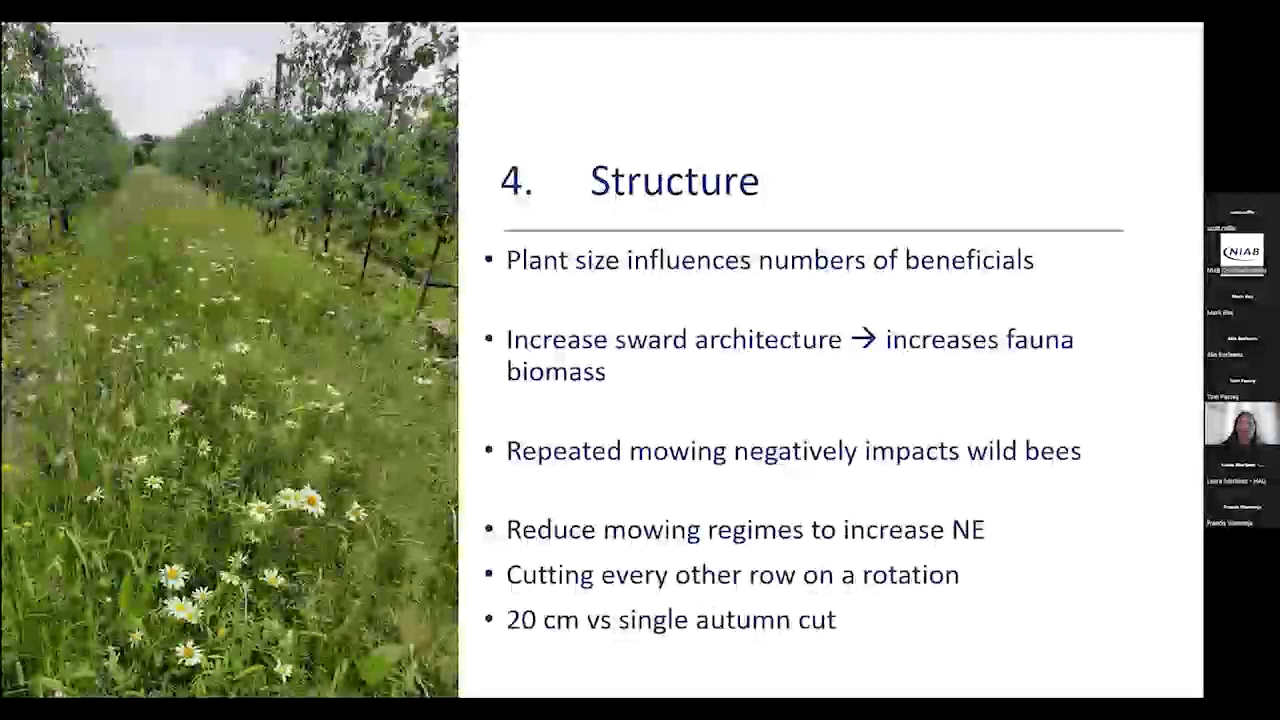 4. Structure
• Plant size influences numbers of beneficials
• Increase sward architecture → increases fauna
biomass
• Repeated mowing negatively impacts wild bees
• Reduce mowing regimes to increase NE
• Cutting every other row on a rotation
• 20 cm vs single autumn cut
NIAB
Tom Passey